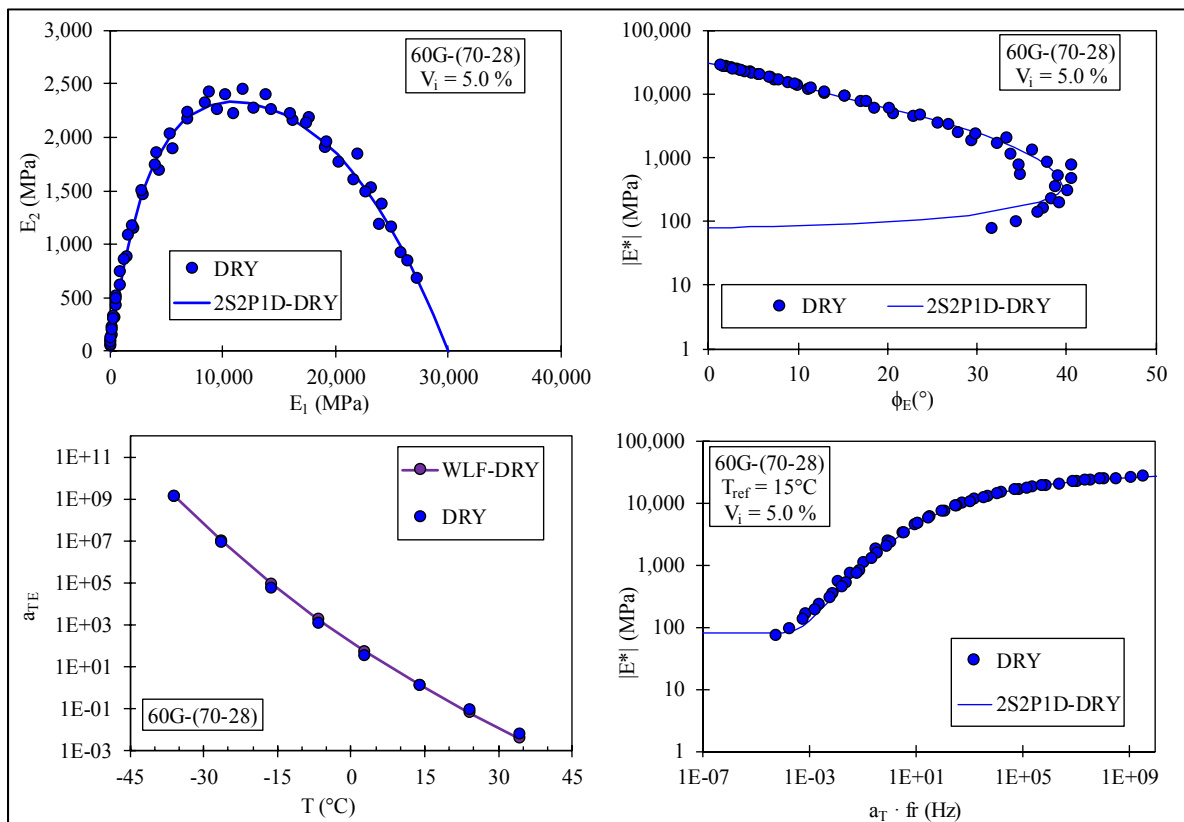 3,000
2,500
2,000
1,500
1,000
500
0
E2 (MPa)
60G-(70-28)
Vi = 5.0 %
DRY
2S2P1D-DRY
0
10,000
20,000
30,000
40,000
E1 (MPa)
100,000
10,000
1,000
100
10
1
|E*| (MPa)
60G-(70-28)
Vi = 5.0 %
DRY
2S2P1D-DRY
0
10
20
30
40
50
ϕE(°)
1E+11
1E+09
1E+07
1E+05
1E+03
1E+01
1E-01
1E-03
aTE
WLF-DRY
DRY
60G-(70-28)
-45
-35
-25
-15
-5
0
15
25
35
45
T (°C)
100,000
10,000
1,000
100
10
1
|E*| (MPa)
60G-(70-28)
Tref = 15°C
Vi = 5.0 %
DRY
2S2P1D-DRY
1E-07
1E-03
1E+01
1E+05
1E+09
aT · fr (Hz)